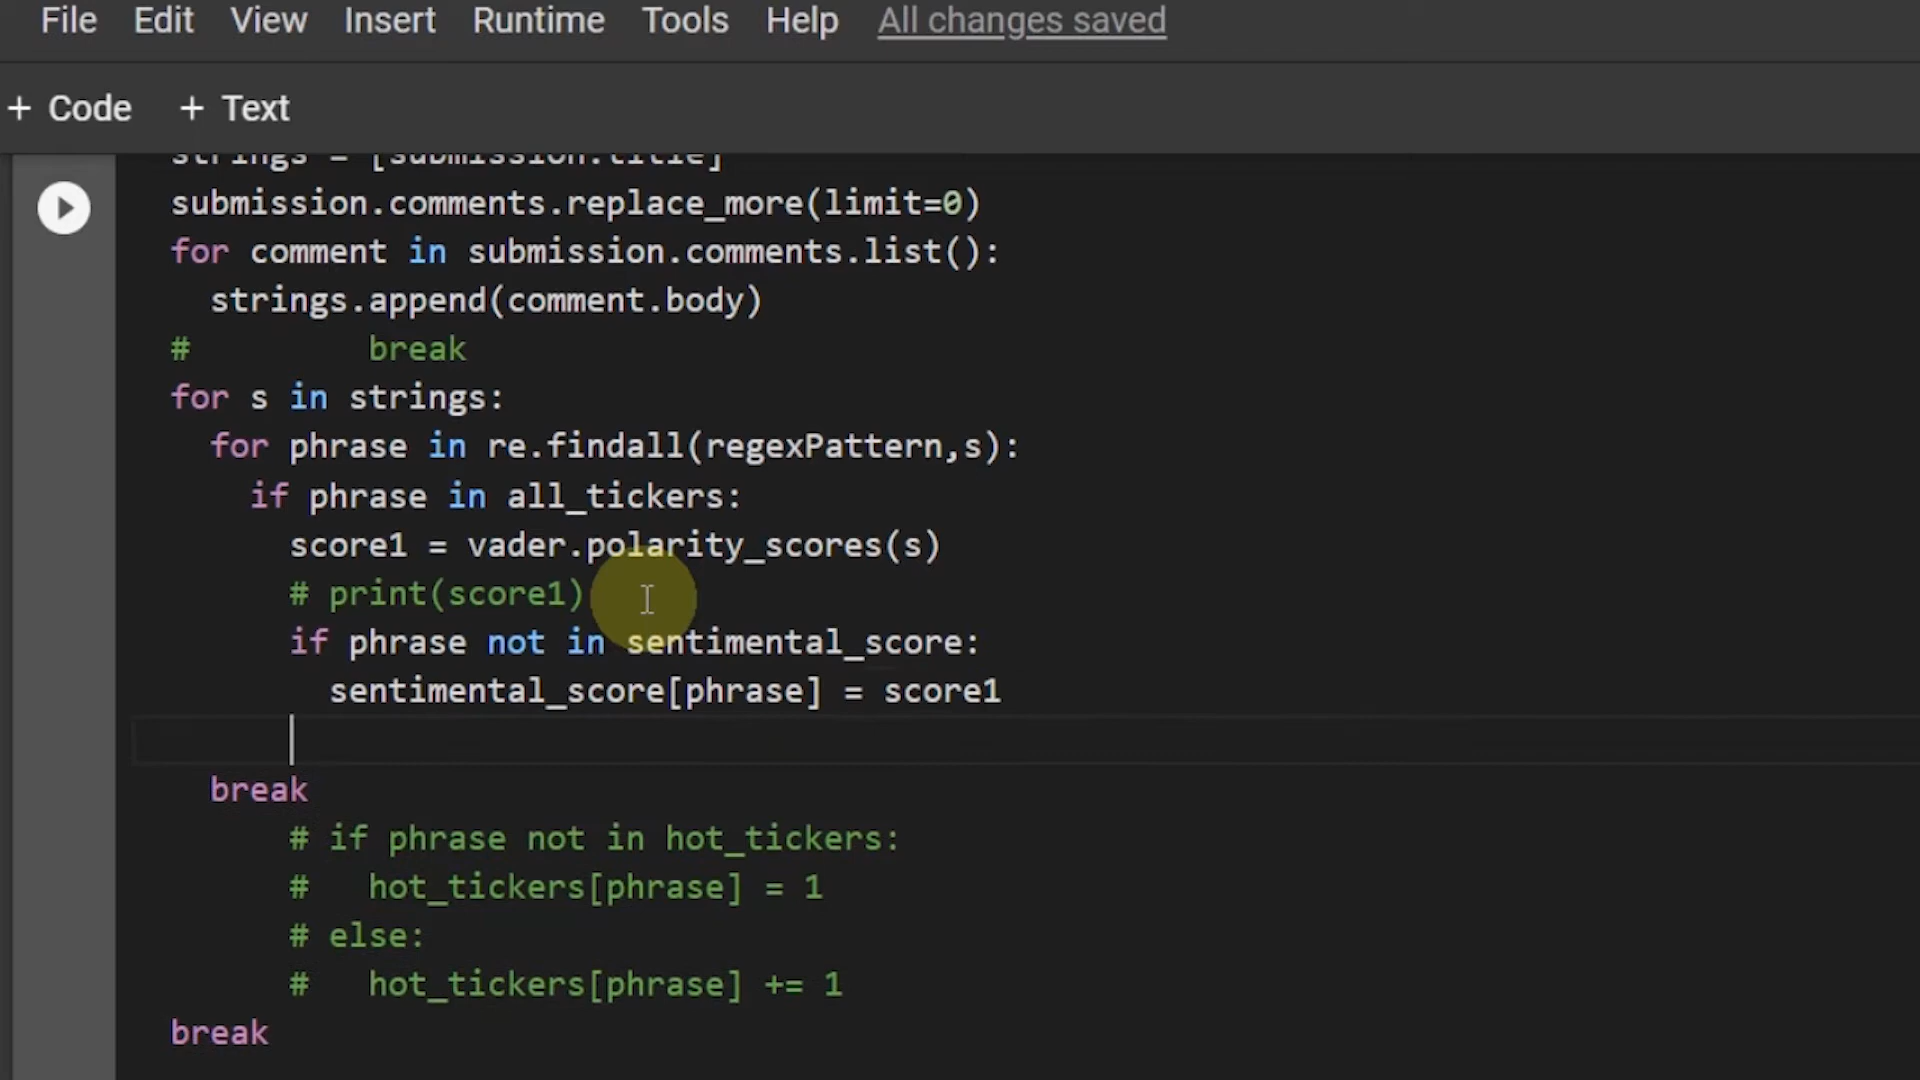 File Edit View Insert Runtime Tools Help All changes saved
+ Code + Text
strings = [submission.title]
submission.comments.replace_more(limit=0)
for comment in submission.comments.list():
  strings.append(comment.body)
#         break
for s in strings:
  for phrase in re.findall(regexPattern,s):
    if phrase in all_tickers:
      score1 = vader.polarity_scores(s)
      # print(score1)
      if phrase not in sentimental_score:
        sentimental_score[phrase] = score1
  break
      # if phrase not in hot_tickers:
      #   hot_tickers[phrase] = 1
      # else:
      #   hot_tickers[phrase] += 1
break